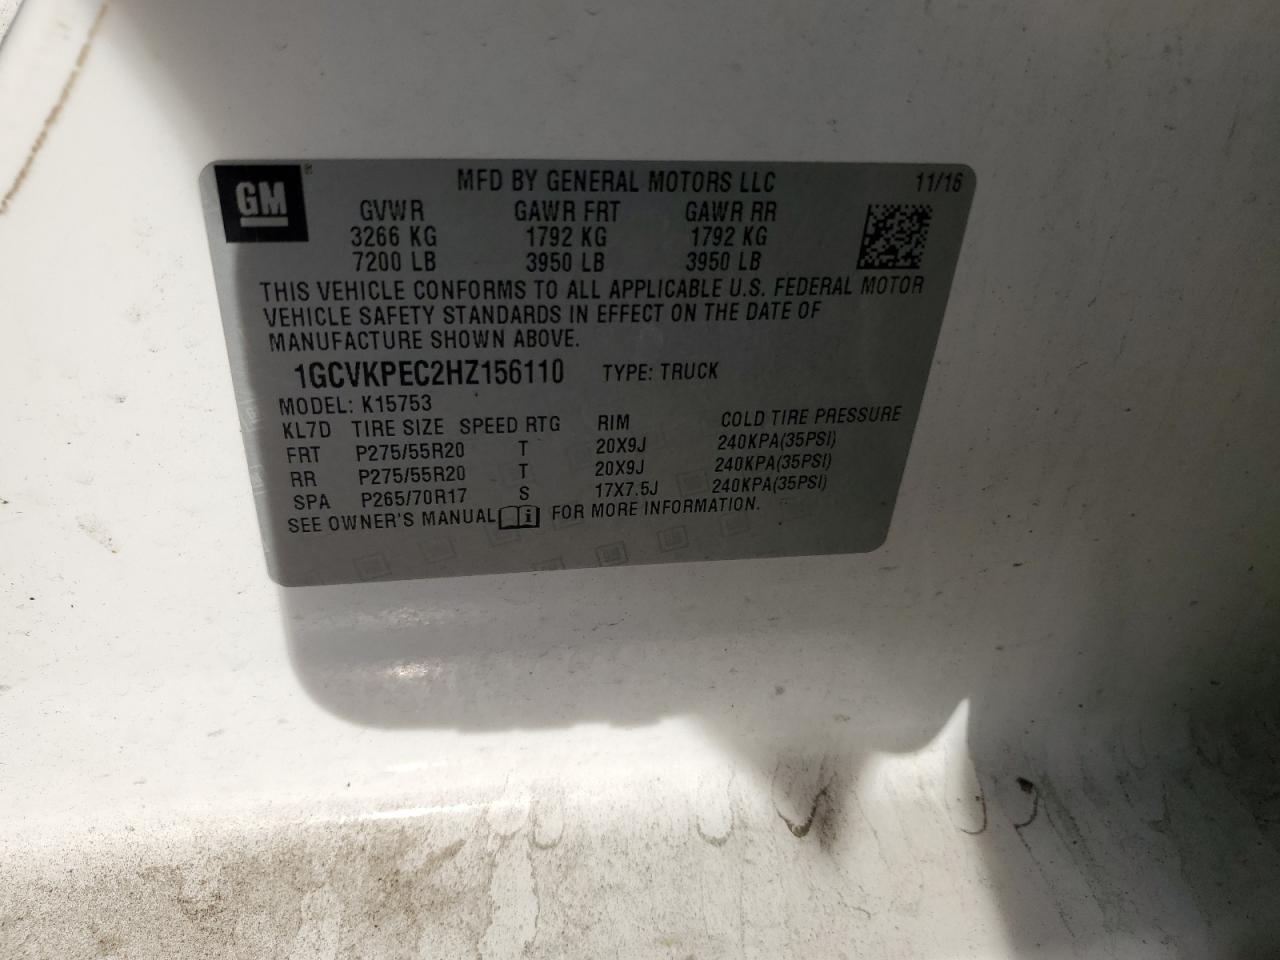 GM
MFD BY GENERAL MOTORS LLC 11/16
GVWR GAWR FRT GAWR RR
3266 KG 1792 KG 1792 KG
7200 LB 3950 LB 3950 LB
THIS VEHICLE CONFORMS TO ALL APPLICABLE U.S. FEDERAL MOTOR
VEHICLE SAFETY STANDARDS IN EFFECT ON THE DATE OF
MANUFACTURE SHOWN ABOVE.
1GCVKPEC2HZ156110 TYPE: TRUCK
MODEL: K15753
KL7D TIRE SIZE SPEED RTG RIM COLD TIRE PRESSURE
FRT P275/55R20 T 20X9J 240KPA(35PSI)
RR P275/55R20 T 20X9J 240KPA(35PSI)
SPA P265/70R17 S 17X7.5J 240KPA(35PSI)
SEE OWNER'S MANUAL i FOR MORE INFORMATION.